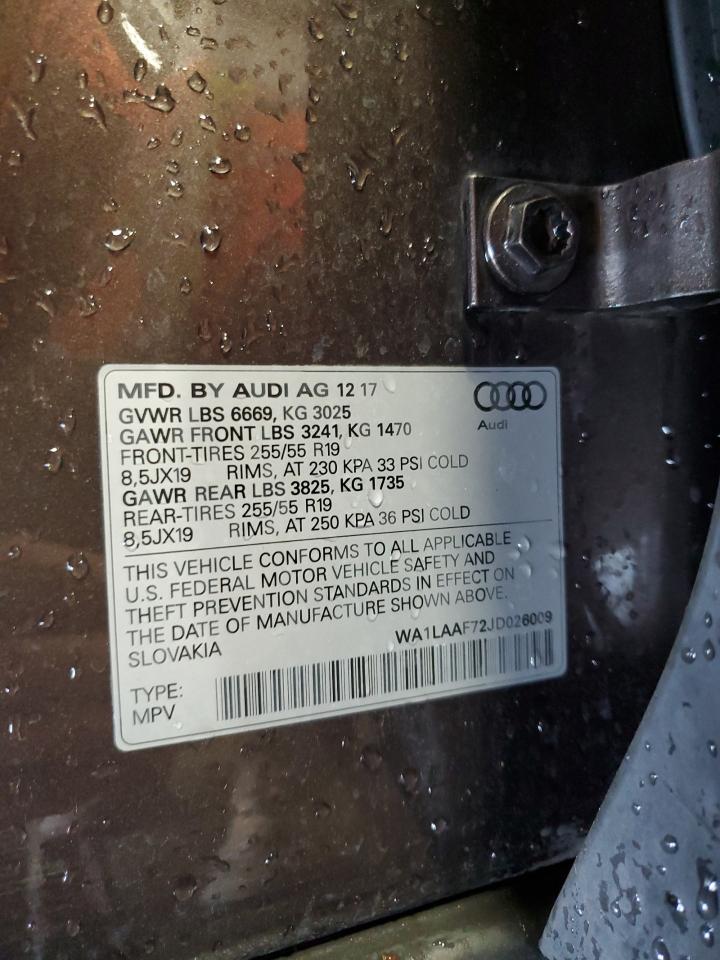 MFD. BY AUDI AG 12 17
GVWR LBS 6669, KG 3025
GAWR FRONT LBS 3241, KG 1470
FRONT-TIRES 255/55 R19
8,5JX19 RIMS, AT 230 KPA 33 PSI COLD
GAWR REAR LBS 3825, KG 1735
REAR-TIRES 255/55 R19
8,5JX19 RIMS, AT 250 KPA 36 PSI COLD
Audi
THIS VEHICLE CONFORMS TO ALL APPLICABLE
U.S. FEDERAL MOTOR VEHICLE SAFETY AND
THEFT PREVENTION STANDARDS IN EFFECT ON
THE DATE OF MANUFACTURE SHOWN ABOVE.
SLOVAKIA WA1LAAF72JD026009
TYPE:
MPV